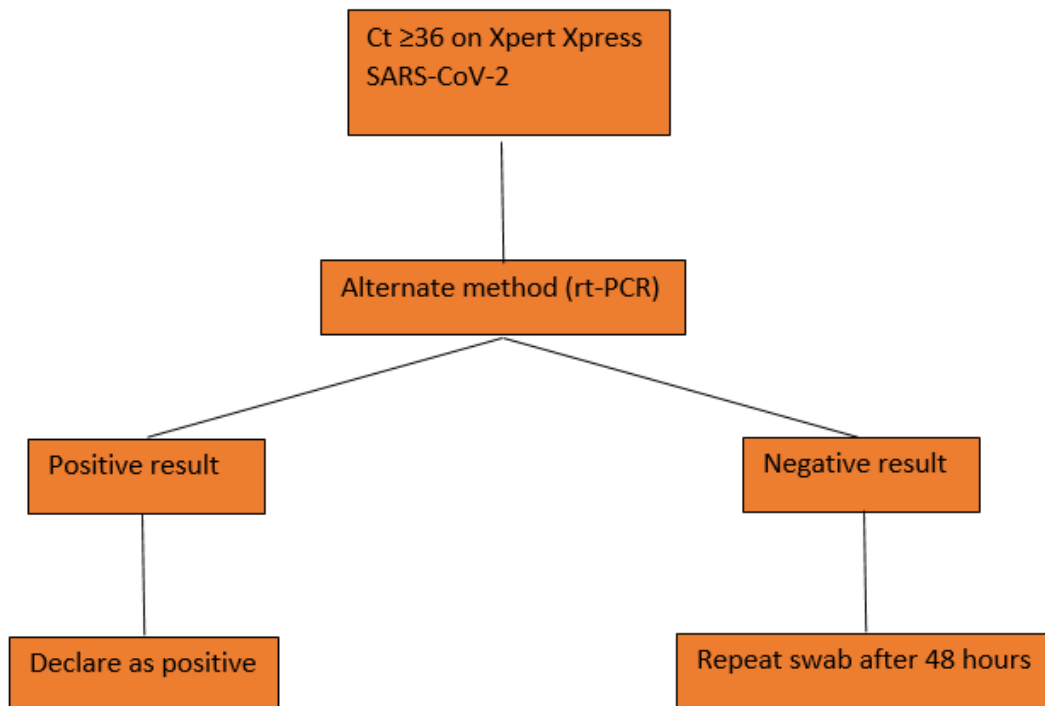 Ct ≥36 on Xpert Xpress
SARS-CoV-2
Alternate method (rt-PCR)
Positive result
Negative result
Declare as positive
Repeat swab after 48 hours